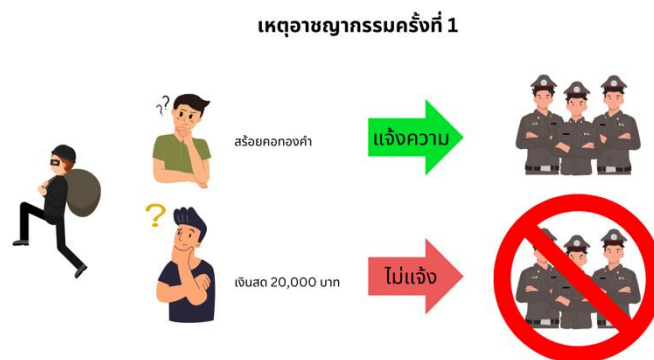 เหตุอาชญากรรมครั้งที่ 1
??
สร้อยคอทองคำ
แจ้งความ
?
เงินสด 20,000 บาท
ไม่แจ้ง